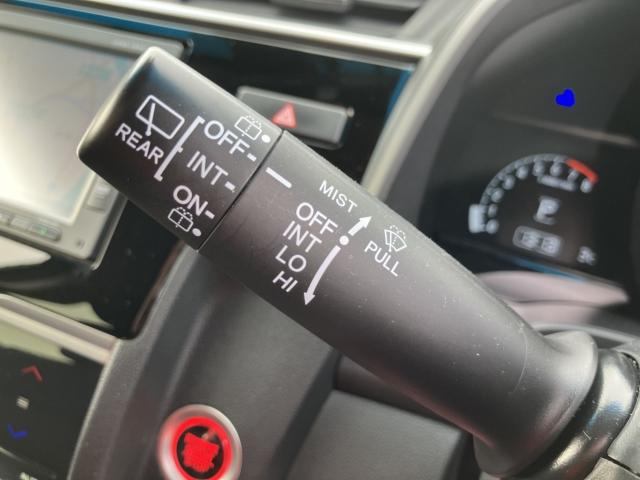 REAR
OFF
INT
ON
MIST
OFF
INT
LO
HI
PULL